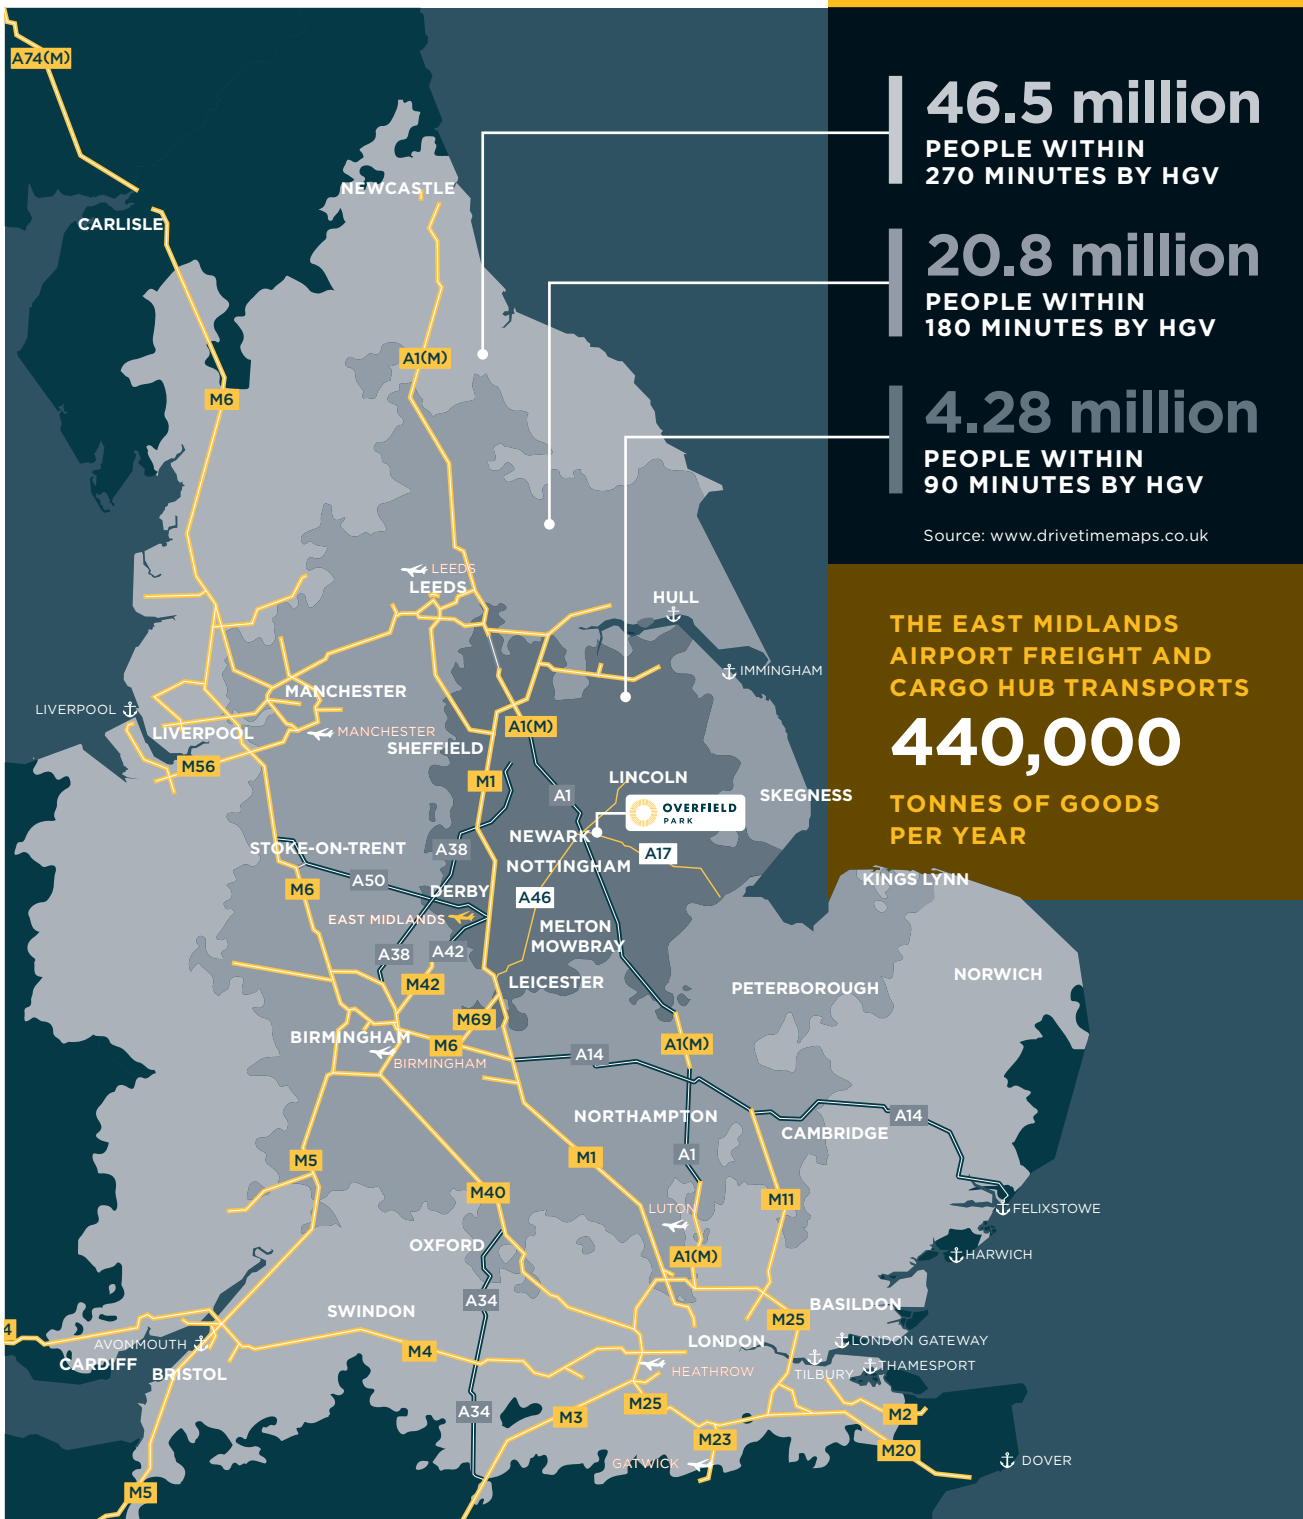 A74(M)
46.5 million
PEOPLE WITHIN
270 MINUTES BY HGV
NEWCASTLE
CARLISLE
20.8 million
PEOPLE WITHIN
180 MINUTES BY HGV
A1(M)
M6
4.28 million
PEOPLE WITHIN
90 MINUTES BY HGV
Source: www.drivetimemaps.co.uk
LEEDS
LEEDS
HULL
THE EAST MIDLANDS
AIRPORT FREIGHT AND
CARGO HUB TRANSPORTS
440,000
TONNES OF GOODS
PER YEAR
IMMINGHAM
MANCHESTER
LIVERPOOL
LIVERPOOL
MANCHESTER
A1(M)
SHEFFIELD
M56
M1
LINCOLN
A1
SKEGNESS
OVERFIELD
PARK
NEWARK
STOKE-ON-TRENT
A38
A17
NOTTINGHAM
A50
M6
DERBY
A46
KINGS LYNN
EAST MIDLANDS
MELTON
MOWBRAY
A38
A42
M42
LEICESTER
PETERBOROUGH
NORWICH
M69
BIRMINGHAM
M6
A1(M)
A14
BIRMINGHAM
NORTHAMPTON
A14
CAMBRIDGE
A1
M5
M1
M40
M11
LUTON
FELIXSTOWE
OXFORD
A1(M)
HARWICH
A34
SWINDON
BASILDON
M25
4
AVONMOUTH
M4
LONDON
LONDON GATEWAY
CARDIFF
BRISTOL
HEATHROW
TILBURY
THAMESPORT
A34
M3
M25
M2
M23
M20
GATWICK
DOVER
M5